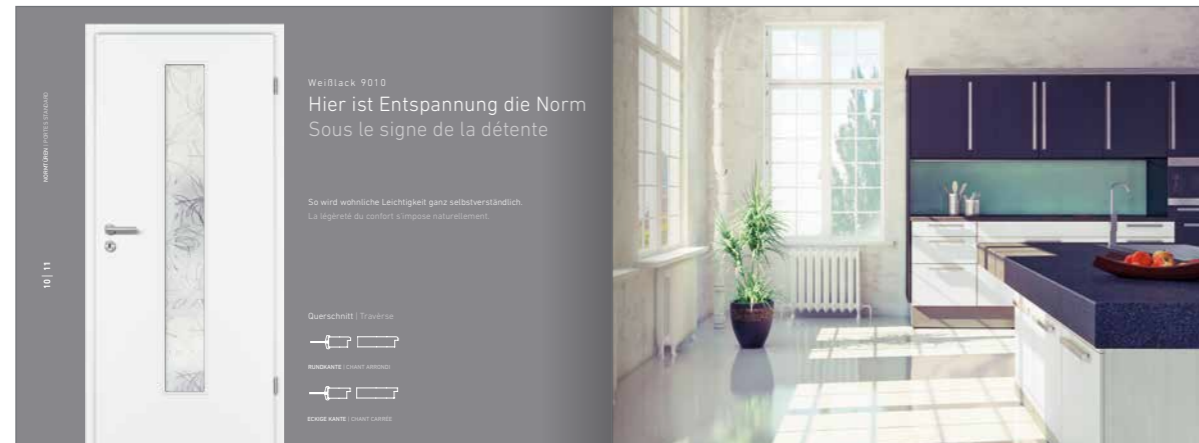 NORMTÜREN | PORTES STANDARD
10 | 11
Weißlack 9010
Hier ist Entspannung die Norm
Sous le signe de la détente
So wird wohnliche Leichtigkeit ganz selbstverständlich.
La légèreté du confort s'impose naturellement.
Querschnitt | Traverse
RUNDKANTE | CHANT ARRONDI
ECKIGE KANTE | CHANT CARRÉE